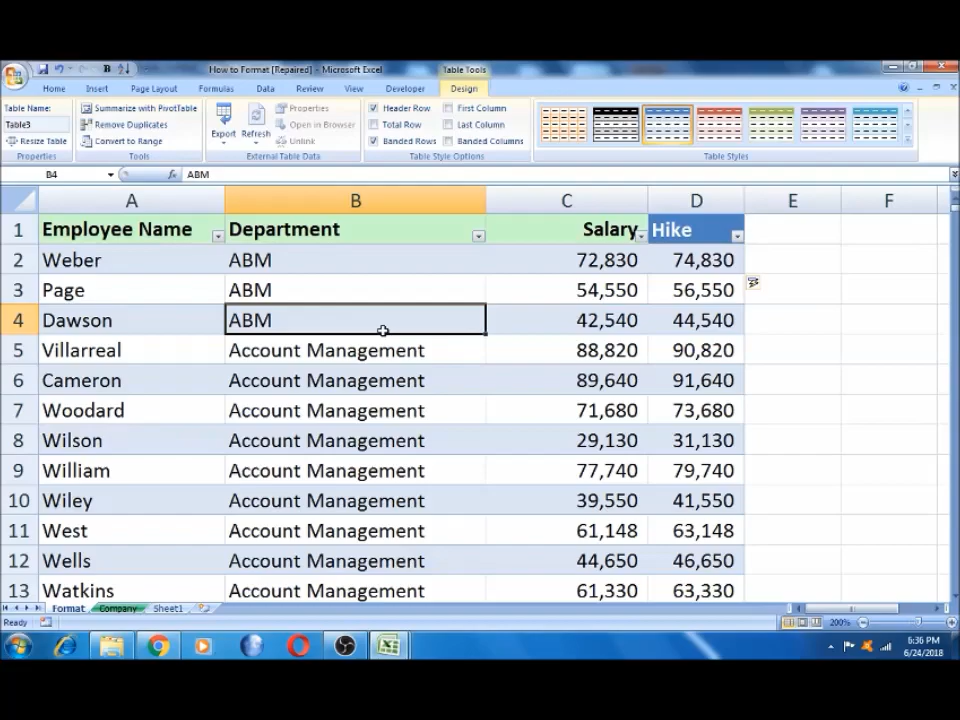 How to Format [Repaired] - Microsoft Excel
Table Tools
Home Insert Page Layout Formulas Data Review View Developer Design
Table Name: Summarize with PivotTable Properties Header Row First Column
Table3 Remove Duplicates Export Refresh Open in Browser Total Row Last Column
Resize Table Convert to Range Unlink Banded Rows Banded Columns
Properties Tools External Table Data Table Style Options Table Styles
B4 fx ABM
A B C D E F
1 Employee Name Department Salary Hike
2 Weber ABM 72,830 74,830
3 Page ABM 54,550 56,550
4 Dawson ABM 42,540 44,540
5 Villarreal Account Management 88,820 90,820
6 Cameron Account Management 89,640 91,640
7 Woodard Account Management 71,680 73,680
8 Wilson Account Management 29,130 31,130
9 William Account Management 77,740 79,740
10 Wiley Account Management 39,550 41,550
11 West Account Management 61,148 63,148
12 Wells Account Management 44,650 46,650
13 Watkins Account Management 61,330 63,330
Format Company Sheet1
Ready 200%
6:36 PM
6/24/2018